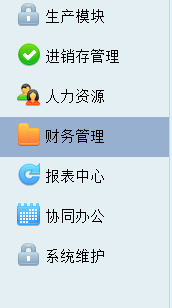 生产模块
进销存管理
人力资源
财务管理
报表中心
协同办公
系统维护